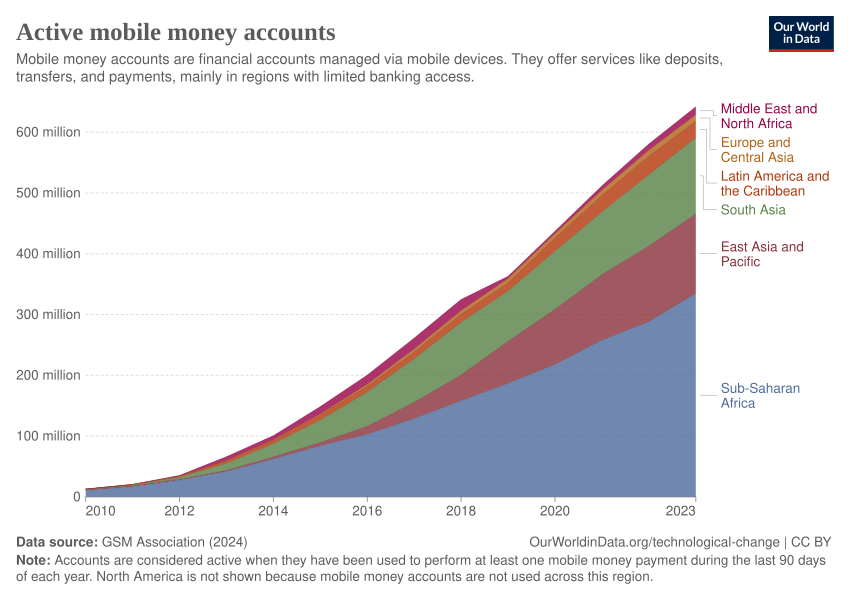 Active mobile money accounts
Our World
in Data
Mobile money accounts are financial accounts managed via mobile devices. They offer services like deposits,
transfers, and payments, mainly in regions with limited banking access.
600 million
500 million
400 million
300 million
200 million
100 million
0
Middle East and
North Africa
Europe and
Central Asia
Latin America and
the Caribbean
South Asia
East Asia and
Pacific
Sub-Saharan
Africa
2010
2012
2014
2016
2018
2020
2023
Data source: GSM Association (2024)
OurWorldinData.org/technological-change | CC BY
Note: Accounts are considered active when they have been used to perform at least one mobile money payment during the last 90 days
of each year. North America is not shown because mobile money accounts are not used across this region.